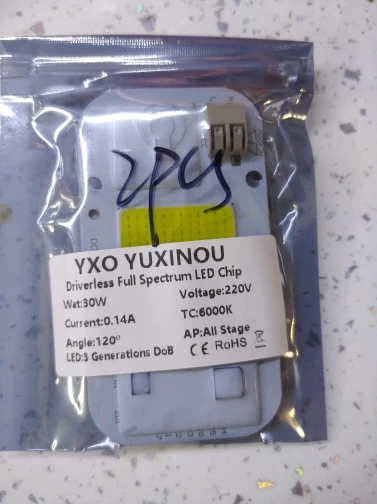 2pcs
YXO YUXINOU
Driverless Full Spectrum LED Chip
Wat:30W Voltage:220V
Current:0.14A TC:6000K
Angle:120° AP:All Stage
LED:3 Generations DoB CE RoHS